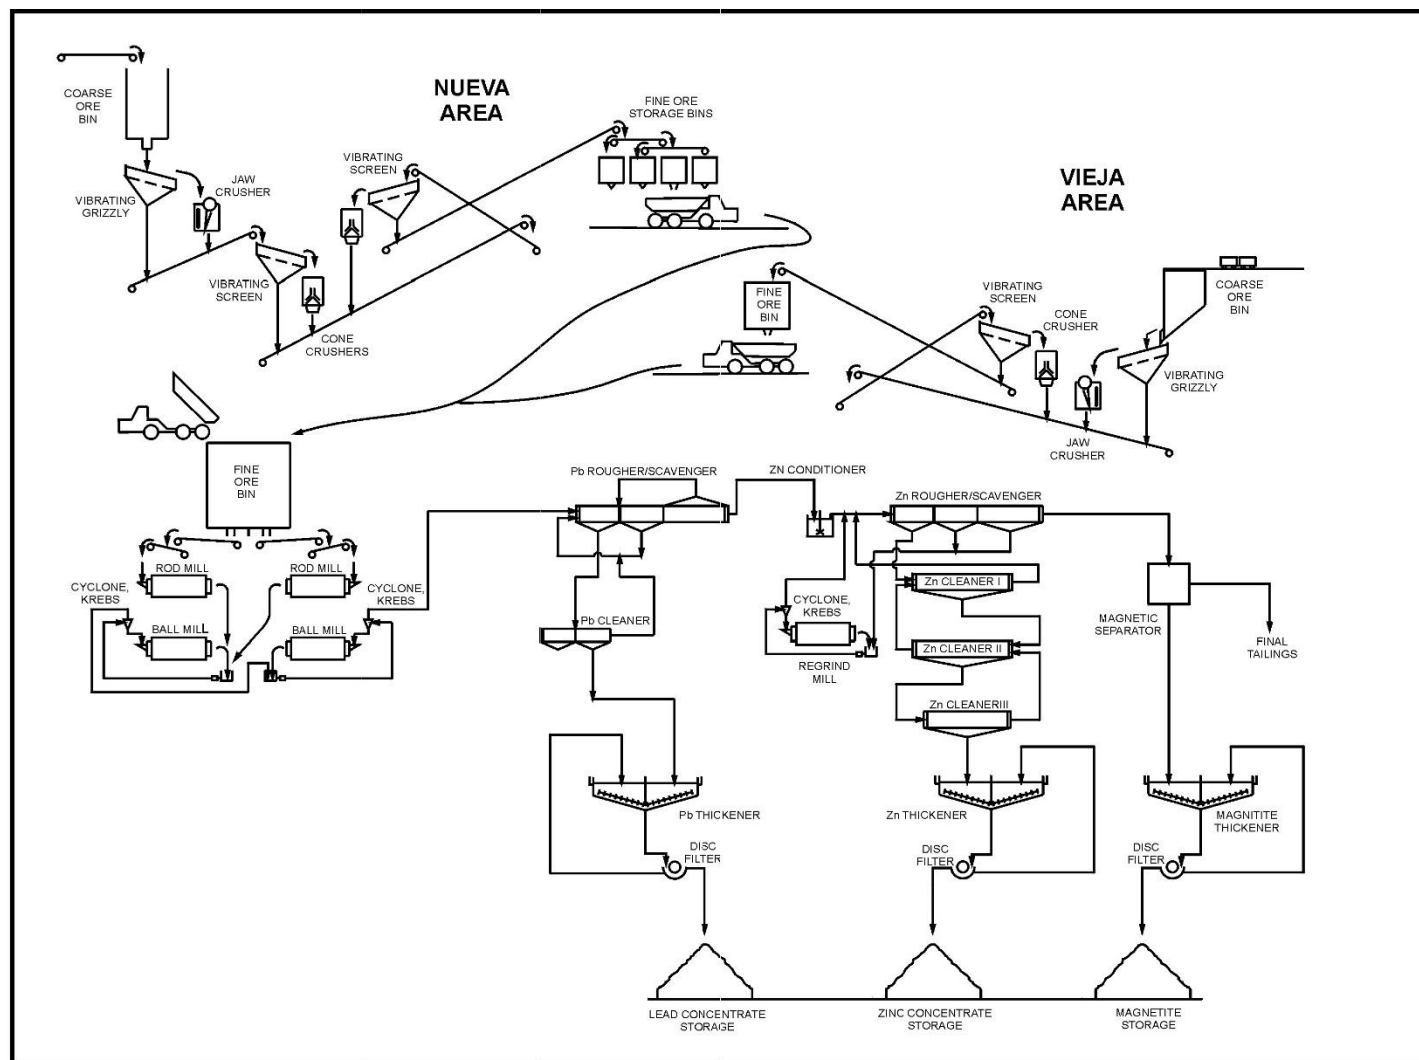 NUEVA
AREA
COARSE
ORE
BIN
FINE ORE
STORAGE BINS
VIBRATING
SCREEN
JAW
CRUSHER
VIBRATING
GRIZZLY
VIBRATING
SCREEN
CONE
CRUSHERS
VIEJA
AREA
FINE
ORE
BIN
VIBRATING
SCREEN
CONE
CRUSHER
COARSE
ORE
BIN
VIBRATING
GRIZZLY
JAW
CRUSHER
FINE
ORE
BIN
Pb ROUGHER/SCAVENGER
ZN CONDITIONER
Zn ROUGHER/SCAVENGER
ROD MILL
ROD MILL
CYCLONE,
KREBS
CYCLONE,
KREBS
BALL MILL
BALL MILL
Pb CLEANER
CYCLONE,
KREBS
REGRIND
MILL
Zn CLEANER I
Zn CLEANER II
Zn CLEANERIII
MAGNETIC
SEPARATOR
FINAL
TAILINGS
Pb THICKENER
Zn THICKENER
MAGNITITE
THICKENER
DISC
FILTER
DISC
FILTER
DISC
FILTER
LEAD CONCENTRATE
STORAGE
ZINC CONCENTRATE
STORAGE
MAGNETITE
STORAGE